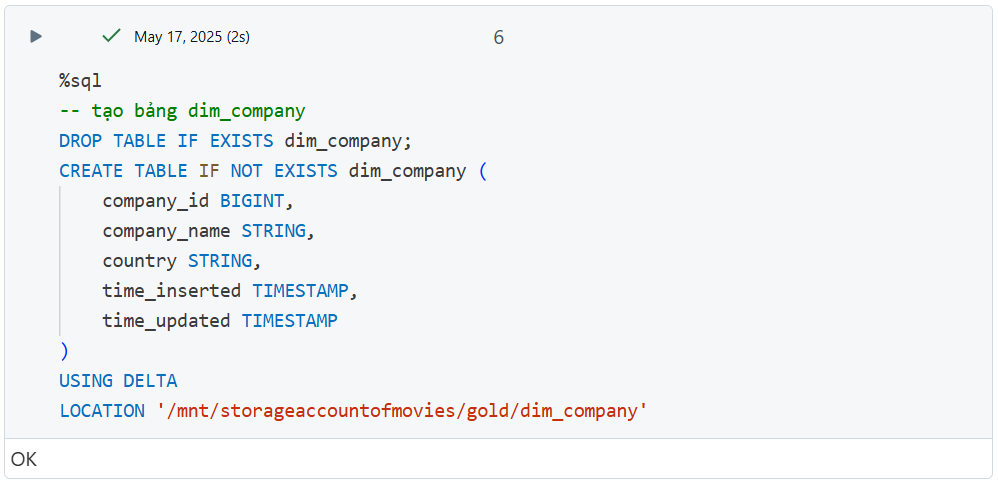 May 17, 2025 (2s)
6
%sql
-- tạo bảng dim_company
DROP TABLE IF EXISTS dim_company;
CREATE TABLE IF NOT EXISTS dim_company (
    company_id BIGINT,
    company_name STRING,
    country STRING,
    time_inserted TIMESTAMP,
    time_updated TIMESTAMP
)
USING DELTA
LOCATION '/mnt/storageaccountofmovies/gold/dim_company'
OK